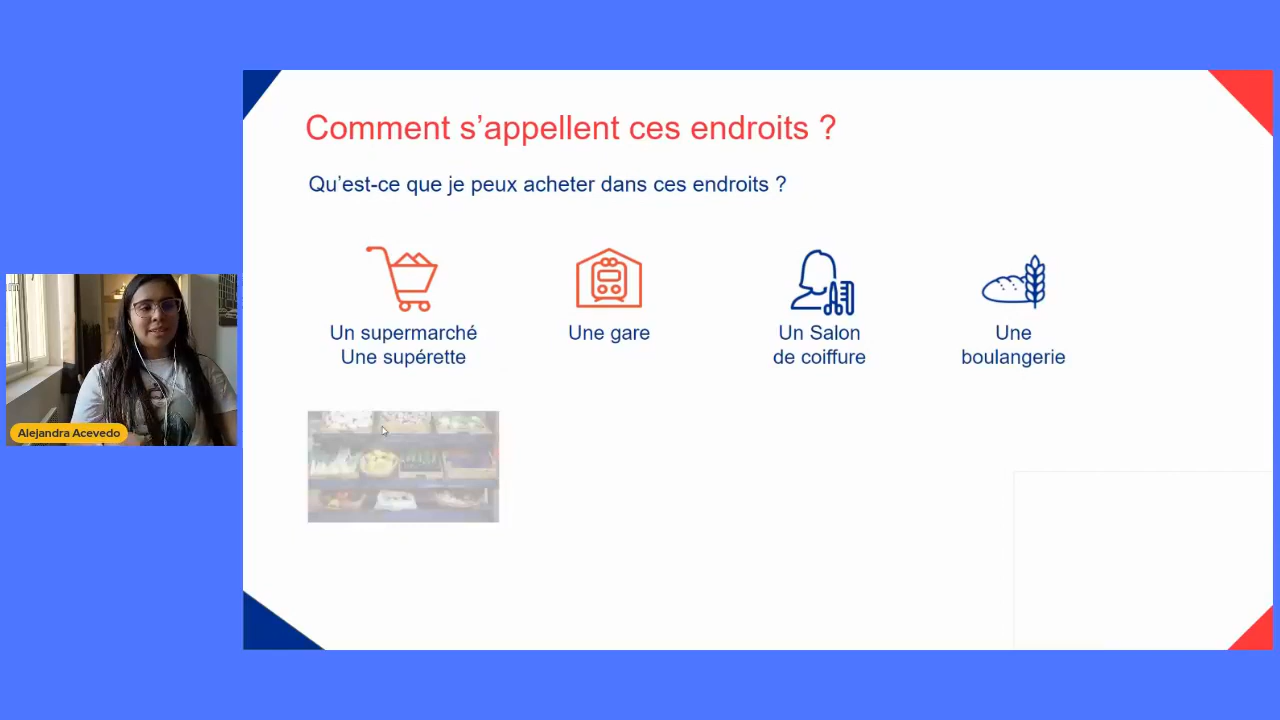 Comment s'appellent ces endroits ?
Qu'est-ce que je peux acheter dans ces endroits ?
Un supermarché
Une supérette
Une gare
Un Salon
de coiffure
Une
boulangerie
Alejandra Acevedo